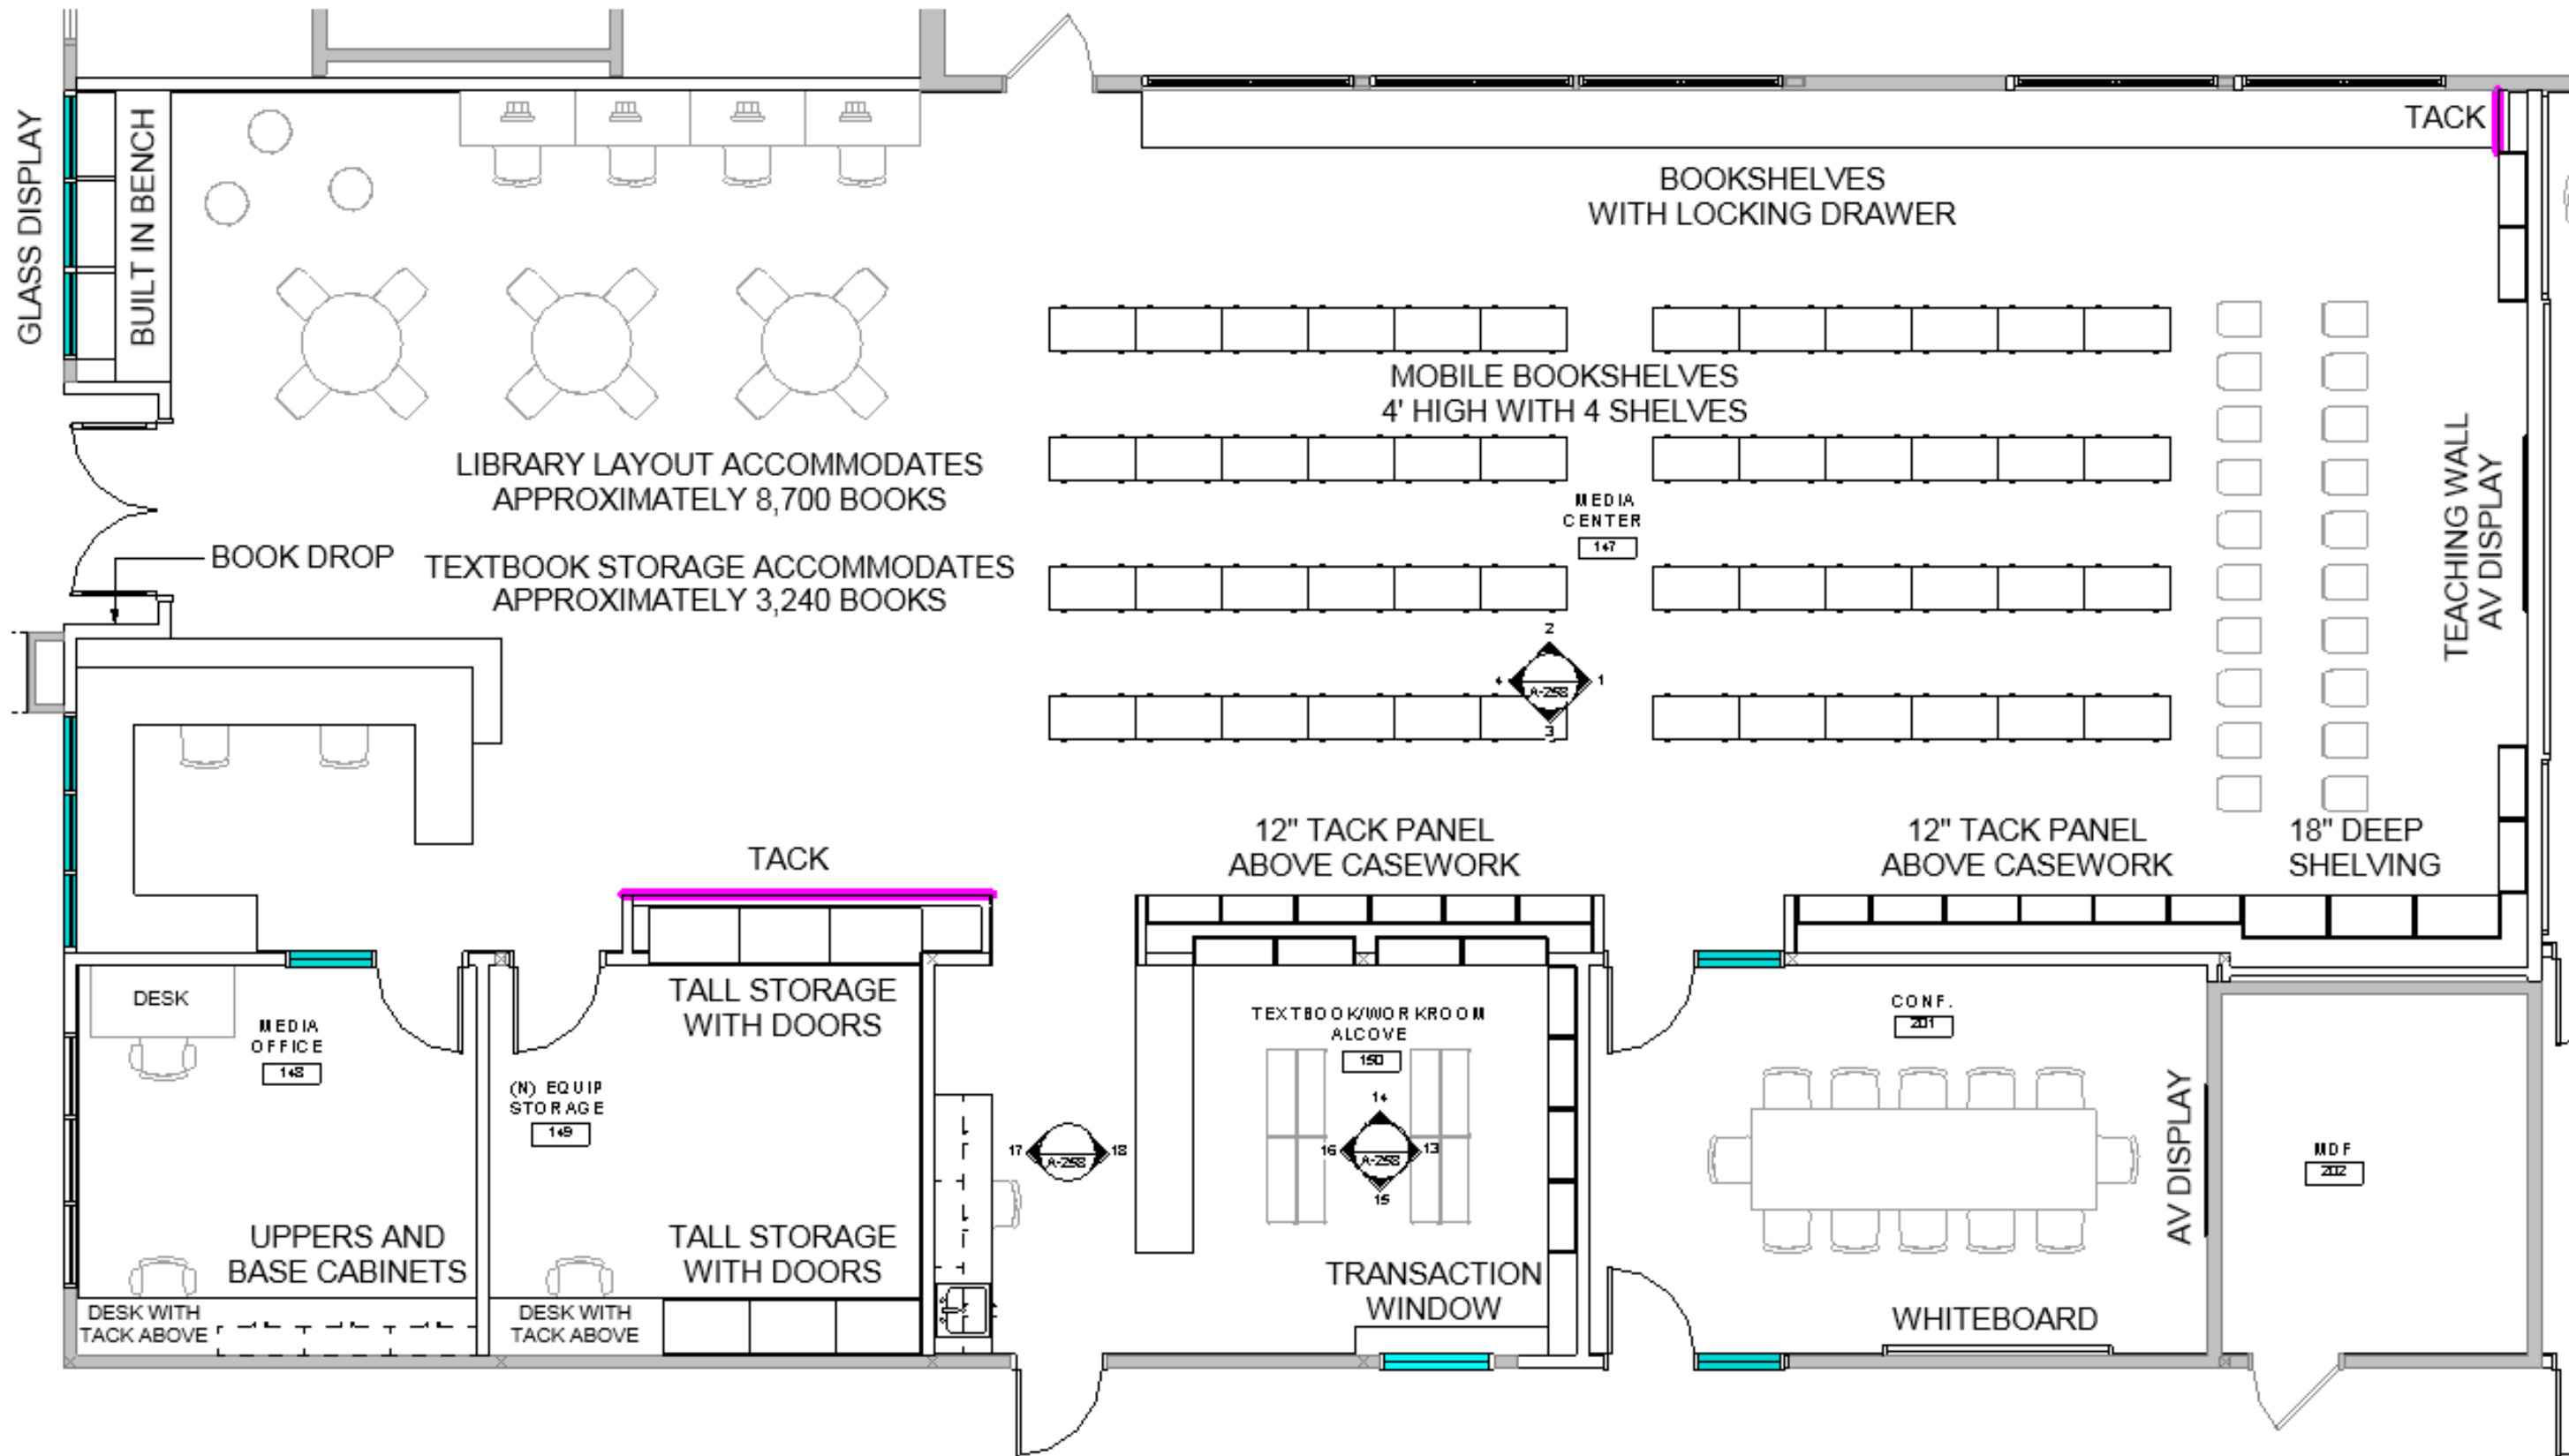 GLASS DISPLAY
BUILT IN BENCH
TACK
BOOKSHELVES
WITH LOCKING DRAWER
MOBILE BOOKSHELVES
4' HIGH WITH 4 SHELVES
LIBRARY LAYOUT ACCOMMODATES
APPROXIMATELY 8,700 BOOKS
MEDIA
CENTER
147
TEACHING WALL
AV DISPLAY
BOOK DROP
TEXTBOOK STORAGE ACCOMMODATES
APPROXIMATELY 3,240 BOOKS
2
4
A-258
1
3
TACK
12" TACK PANEL
ABOVE CASEWORK
12" TACK PANEL
ABOVE CASEWORK
18" DEEP
SHELVING
DESK
MEDIA
OFFICE
148
TALL STORAGE
WITH DOORS
(N) EQUIP
STORAGE
149
TEXTBOOK/WORKROOM
ALCOVE
150
CONF.
201
17
A-258
18
14
16
A-258
13
15
AV DISPLAY
MDF
202
UPPERS AND
BASE CABINETS
TALL STORAGE
WITH DOORS
TRANSACTION
WINDOW
WHITEBOARD
DESK WITH
TACK ABOVE
DESK WITH
TACK ABOVE